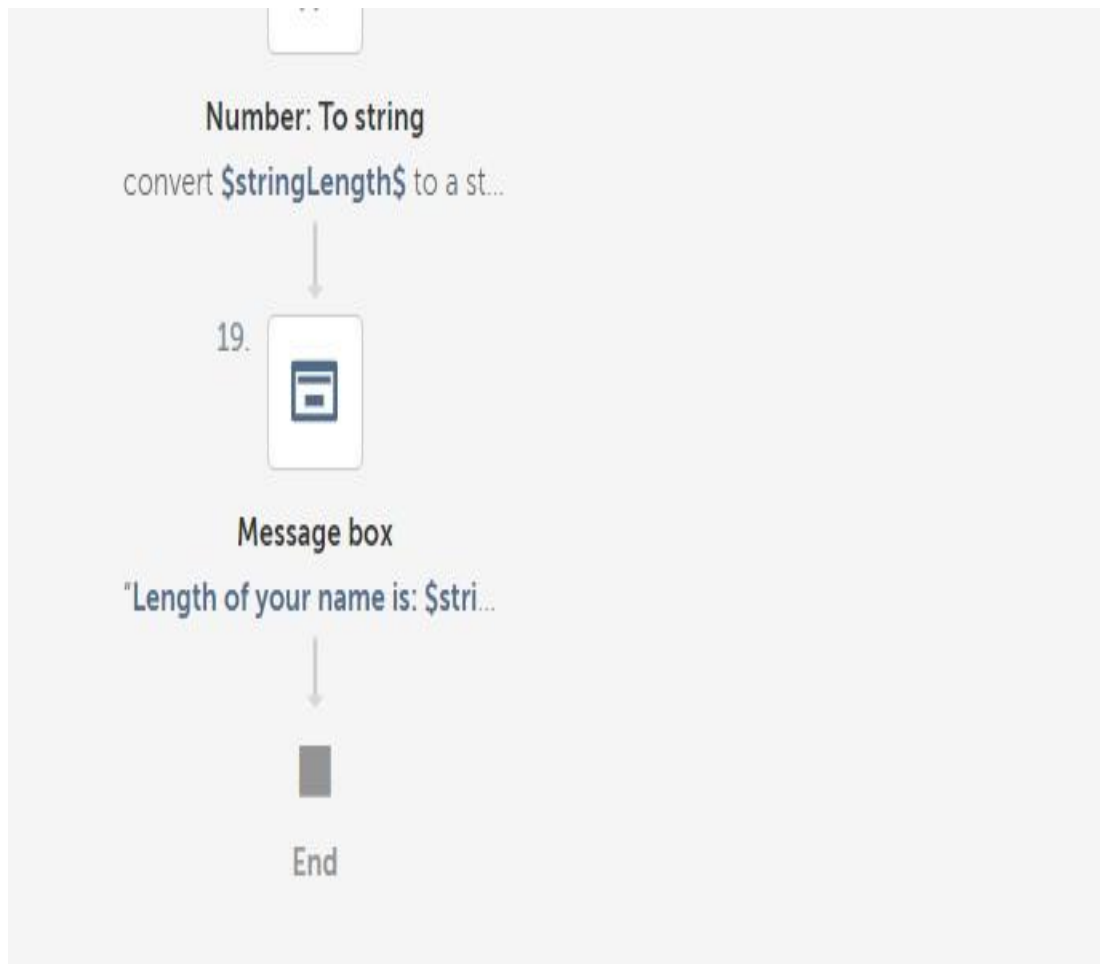 Number: To string
convert $stringLength$ to a st...
19.
Message box
"Length of your name is: $stri...
End